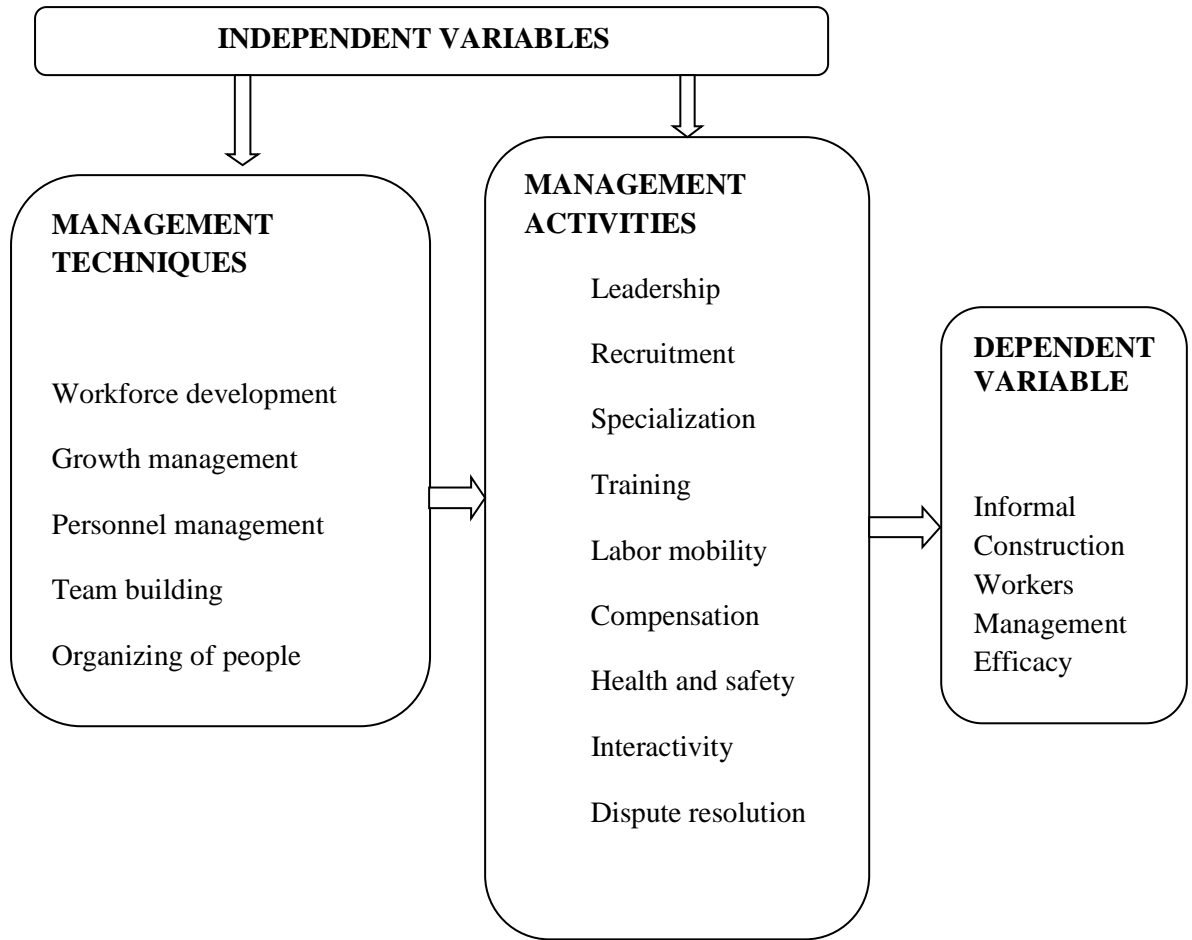 INDEPENDENT VARIABLES
MANAGEMENT
TECHNIQUES
Workforce development
Growth management
Personnel management
Team building
Organizing of people
MANAGEMENT
ACTIVITIES
Leadership
Recruitment
Specialization
Training
Labor mobility
Compensation
Health and safety
Interactivity
Dispute resolution
DEPENDENT
VARIABLE
Informal
Construction
Workers
Management
Efficacy